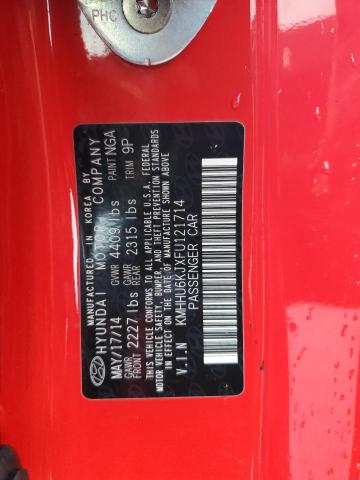 PHC
MANUFACTURED IN KOREA BY
HYUNDAI MOTOR COMPANY
MAY/17/14 GVWR 4409 lbs PAINT NGA
GAWR FRONT 2227 lbs GAWR REAR 2315 lbs TRIM 9P
THIS VEHICLE CONFORMS TO ALL APPLICABLE U.S.A. FEDERAL
MOTOR VEHICLE SAFETY, BUMPER, AND THEFT PREVENTION
STANDARDS IN EFFECT ON THE DATE OF
MANUFACTURE SHOWN ABOVE.
V.I.N KMHHU6KJXFU121714
PASSENGER CAR